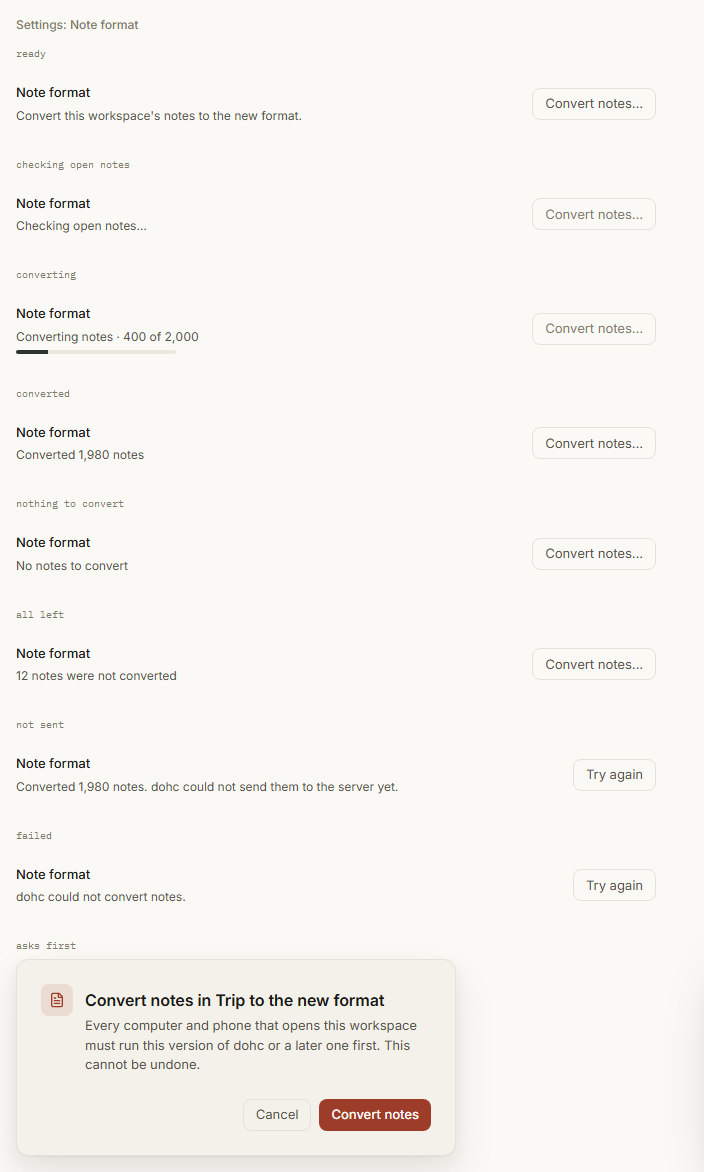 Settings: Note format
ready
Note format
Convert notes...
Convert this workspace's notes to the new format.
checking open notes
Note format
Convert notes...
Checking open notes...
converting
Note format
Convert notes...
Converting notes · 400 of 2,000
converted
Note format
Convert notes...
Converted 1,980 notes
nothing to convert
Note format
Convert notes...
No notes to convert
all left
Note format
Convert notes...
12 notes were not converted
not sent
Note format
Try again
Converted 1,980 notes. dohc could not send them to the server yet.
failed
Note format
Try again
dohc could not convert notes.
asks first
Convert notes in Trip to the new format
Every computer and phone that opens this workspace
must run this version of dohc or a later one first. This
cannot be undone.
Cancel
Convert notes